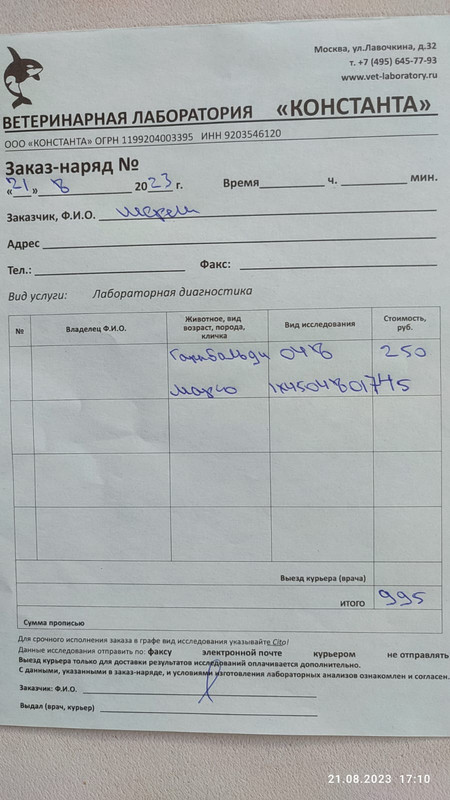 Москва, ул.Лавочкина, д.32
т. +7 (495) 645-77-93
www.vet-laboratory.ru
ВЕТЕРИНАРНАЯ ЛАБОРАТОРИЯ «КОНСТАНТА»
ООО «КОНСТАНТА» ОГРН 1199204003395 ИНН 9203546120
Заказ-наряд №
«21» 8 2023 г. Время ч. мин.
Заказчик, Ф.И.О.
Адрес
Тел.: Факс:
Вид услуги: Лабораторная диагностика
№ Владелец Ф.И.О. Животное, вид возраст, порода, кличка Вид исследования Стоимость, руб.
048 250
745
Выезд курьера (врача)
ИТОГО 995
Сумма прописью
Для срочного исполнения заказа в графе вид исследования указывайте Cito!
Данные исследования отправить по: факсу электронной почте курьером не отправлять
Выезд курьера только для доставки результатов исследований оплачивается дополнительно.
С данными, указанными в заказ-наряде, и условиями изготовления лабораторных анализов ознакомлен и согласен.
Заказчик: Ф.И.О.
Выдал (врач, курьер)
21.08.2023 17:10